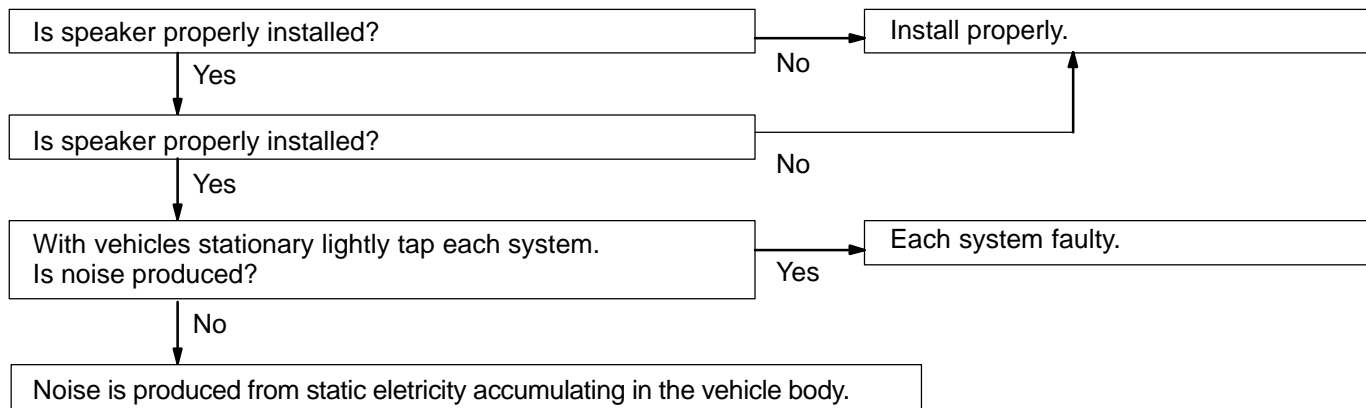 Is speaker properly installed?
Install properly.
No
Yes
Is speaker properly installed?
No
Yes
With vehicles stationary lightly tap each system.
Is noise produced?
Each system faulty.
Yes
No
Noise is produced from static eletricity accumulating in the vehicle body.